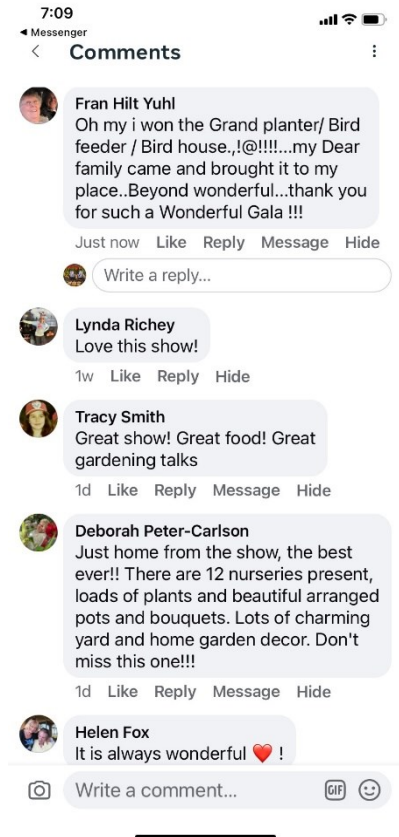 7:09
◄ Messenger
Comments
Fran Hilt Yuhl
Oh my i won the Grand planter/ Bird
feeder / Bird house.,!@!!!!...my Dear
family came and brought it to my
place..Beyond wonderful...thank you
for such a Wonderful Gala !!!
Just now Like Reply Message Hide
Write a reply...
Lynda Richey
Love this show!
1w Like Reply Hide
Tracy Smith
Great show! Great food! Great
gardening talks
1d Like Reply Message Hide
Deborah Peter-Carlson
Just home from the show, the best
ever!! There are 12 nurseries present,
loads of plants and beautiful arranged
pots and bouquets. Lots of charming
yard and home garden decor. Don't
miss this one!!!
1d Like Reply Message Hide
Helen Fox
It is always wonderful ❤️ !
Write a comment...
GIF